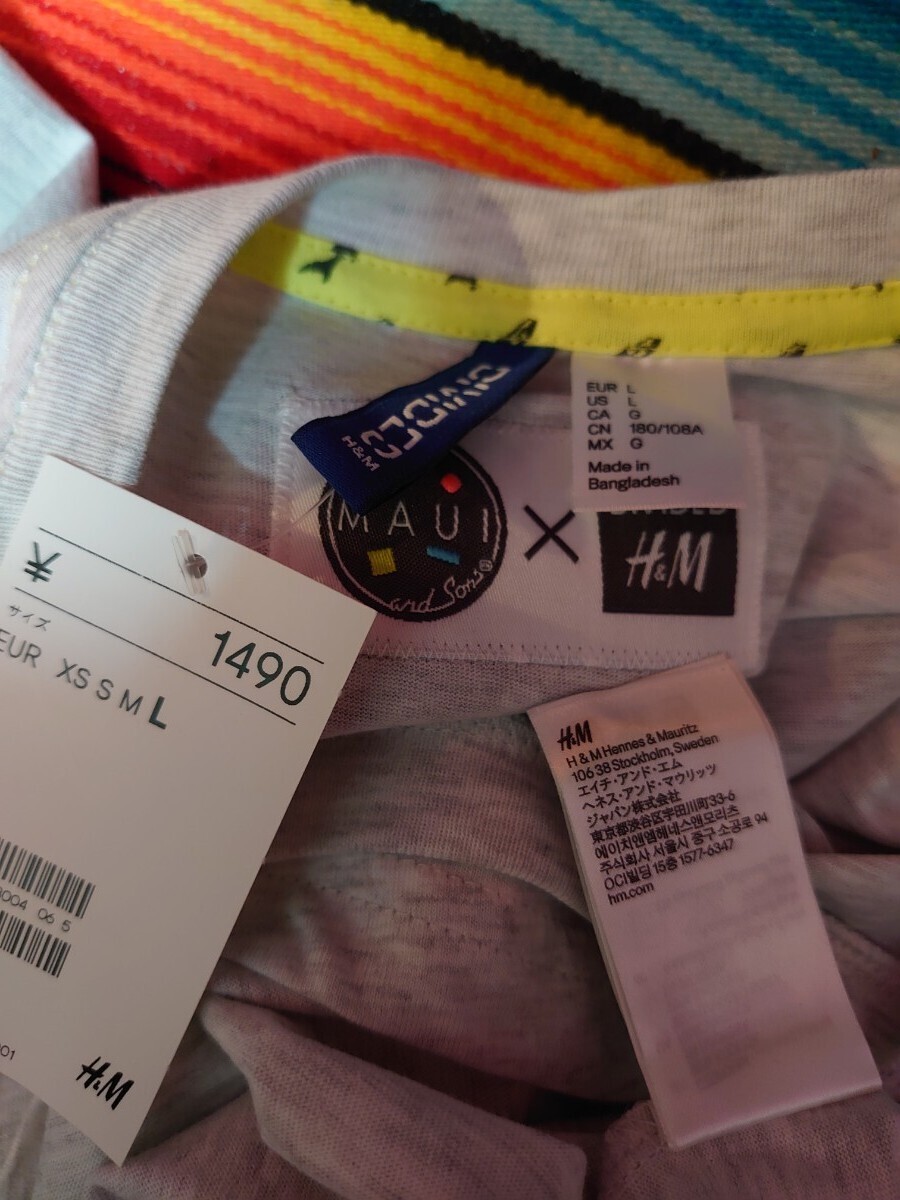 H&M
EUR L
US L
CA G
CN 180/108A
MX G
Made in
Bangladesh
MAUI
and Sons®
X
H&M
¥ 1490
サイズ
EUR XS S M L
0004 06 5
01
H&M
H&M
H & M Hennes & Mauritz
106 38 Stockholm, Sweden
エイチ・アンド・エム
ヘネス・アンド・マウリッツ
ジャパン株式会社
東京都渋谷区宇田川町33-6
에이치앤엠헤네스앤모리츠
주식회사 서울시 중구 소공로 94
OCI빌딩 15층 1577-6347
hm.com